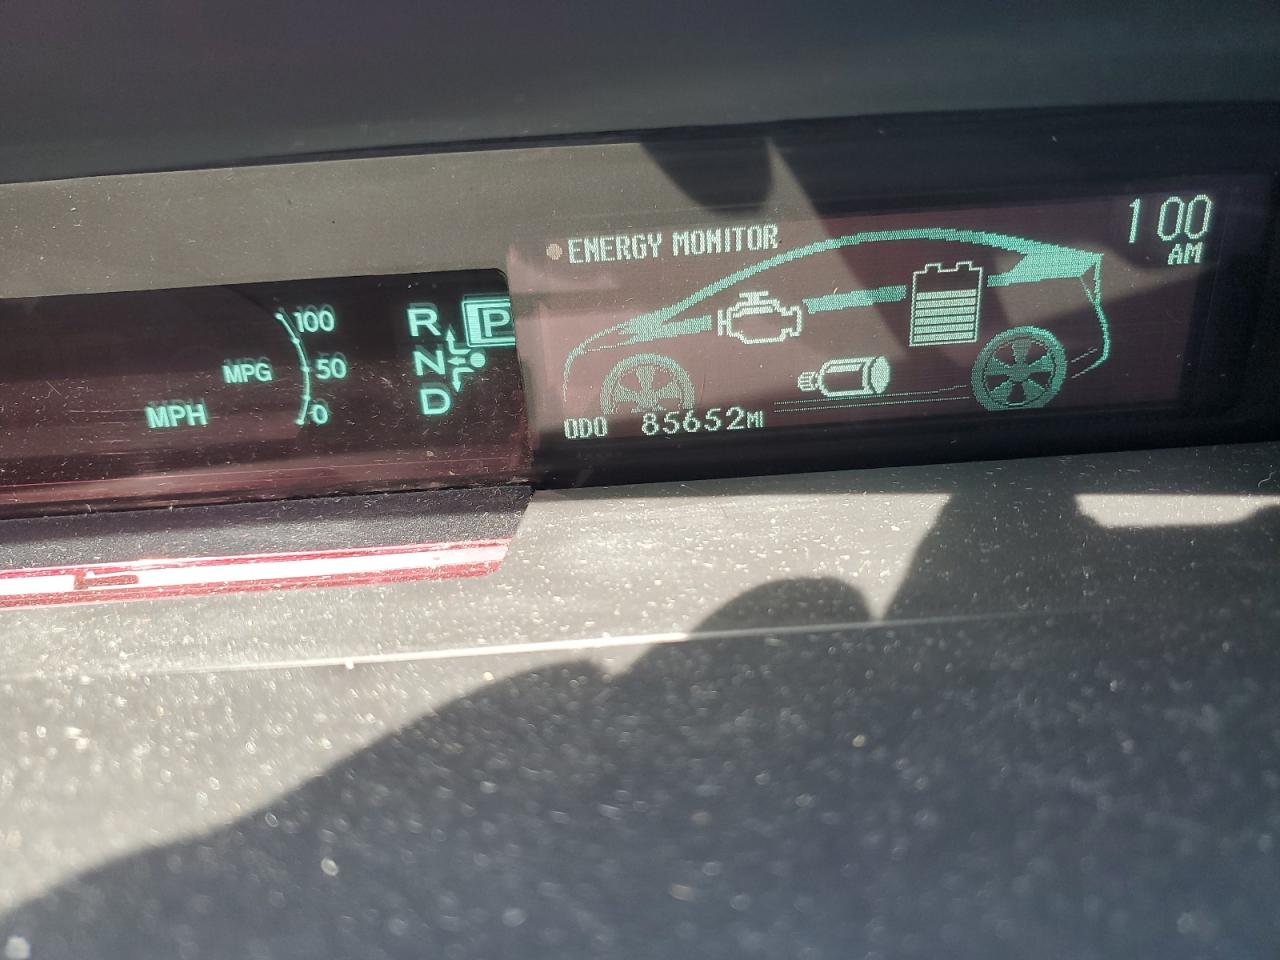 100
MPG 50
MPH 0
R P
N
D
ENERGY MONITOR
1 00
AM
ODO 85652MI